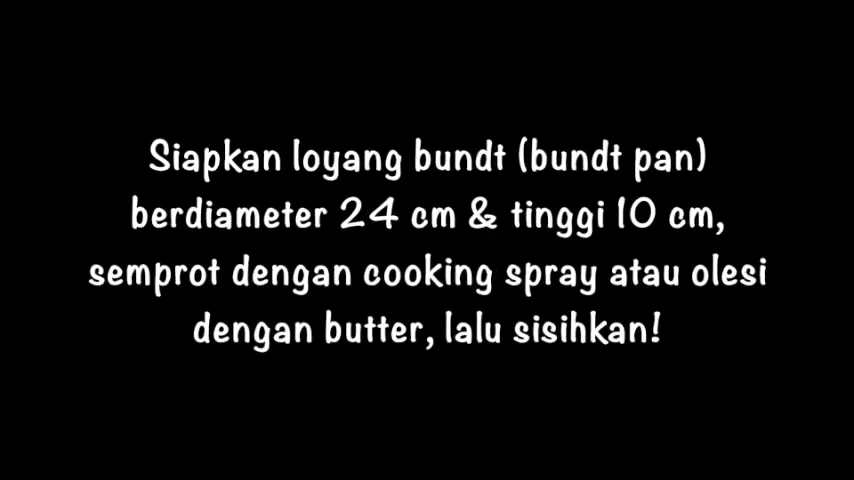 Siapkan loyang bundt (bundt pan)
berdiameter 24 cm & tinggi 10 cm,
semprot dengan cooking spray atau olesi
dengan butter, lalu sisihkan!